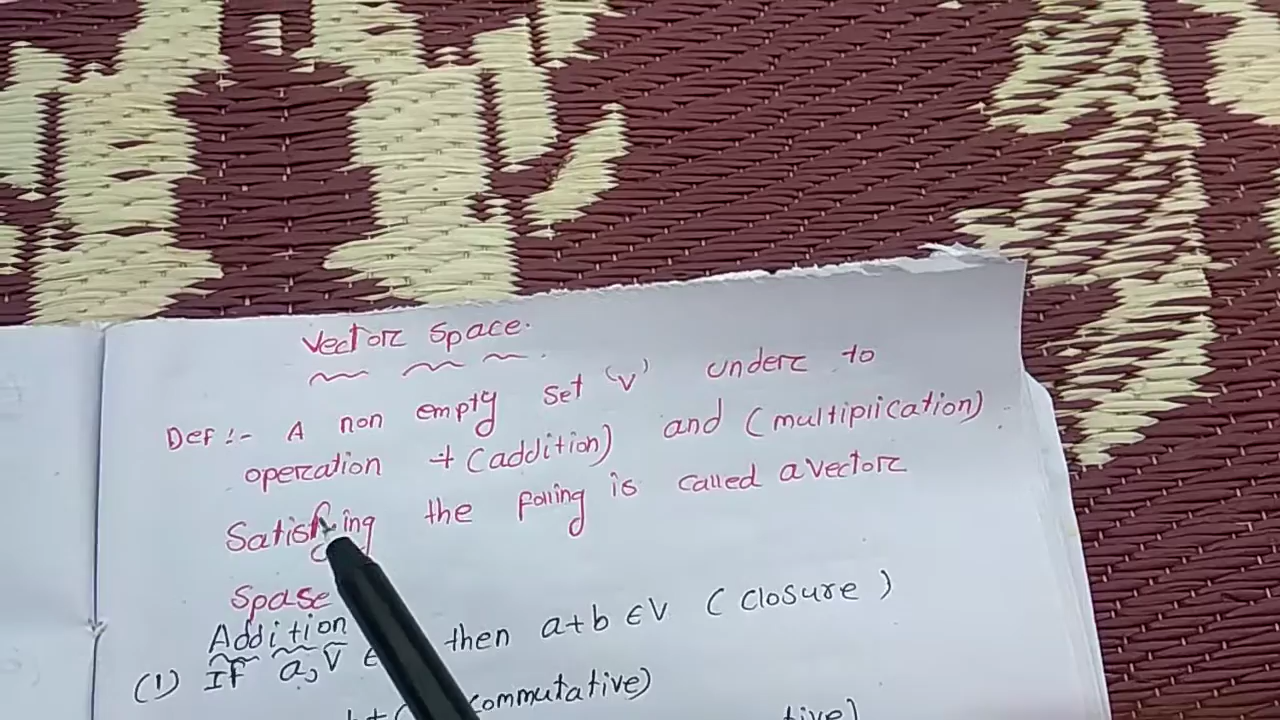 Vector Space.
Def :- A non empty set 'V' under to
operation + (addition) and (multiplication).
Satisfing the folling is called a vector
Spase
Addition
(1) If a, V ∈ then a+b ∈ V (Closure)
commutative)